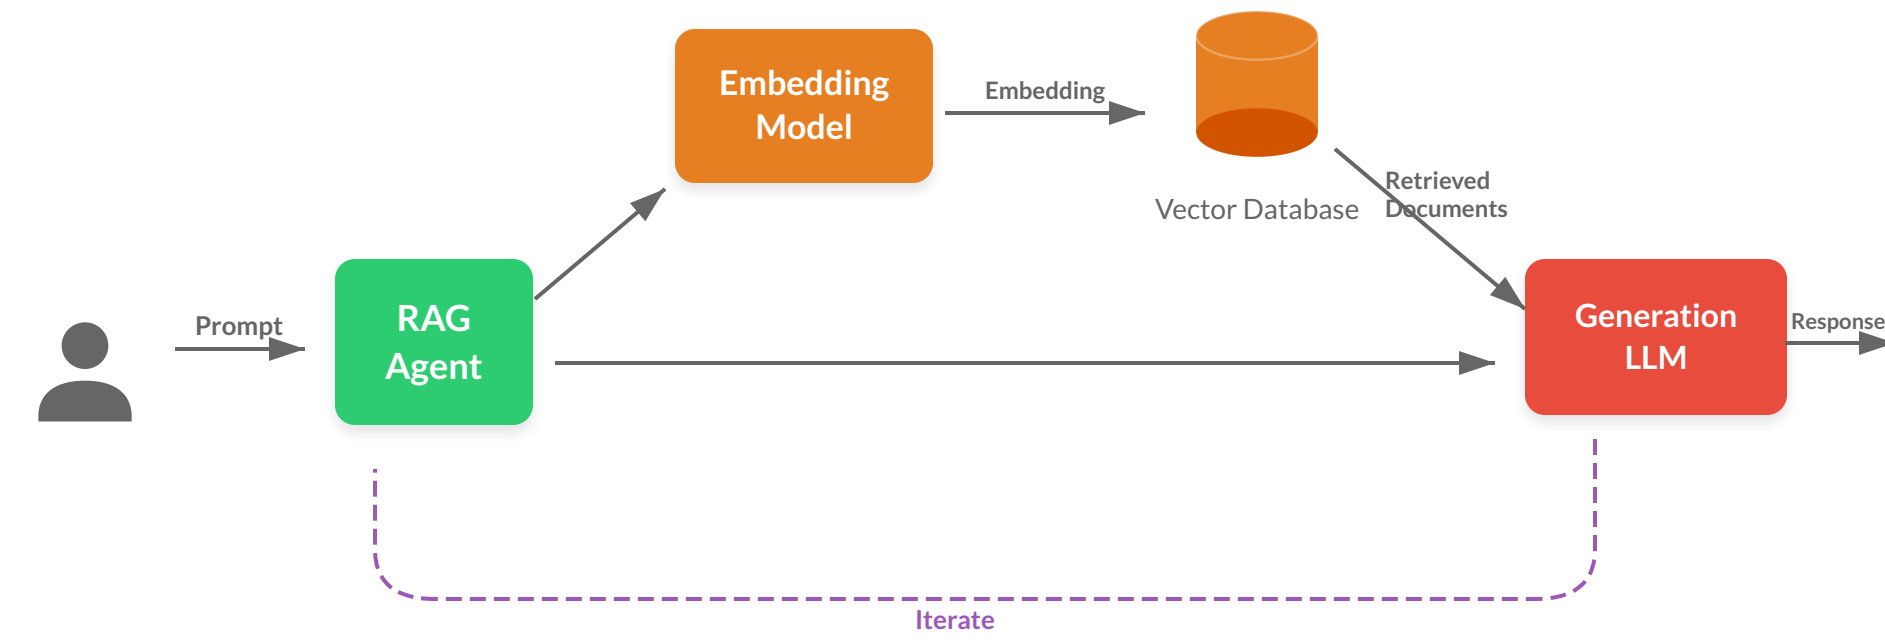 Embedding
Model
Embedding
Vector Database
Retrieved
Documents
Prompt
RAG
Agent
Generation
LLM
Response
Iterate